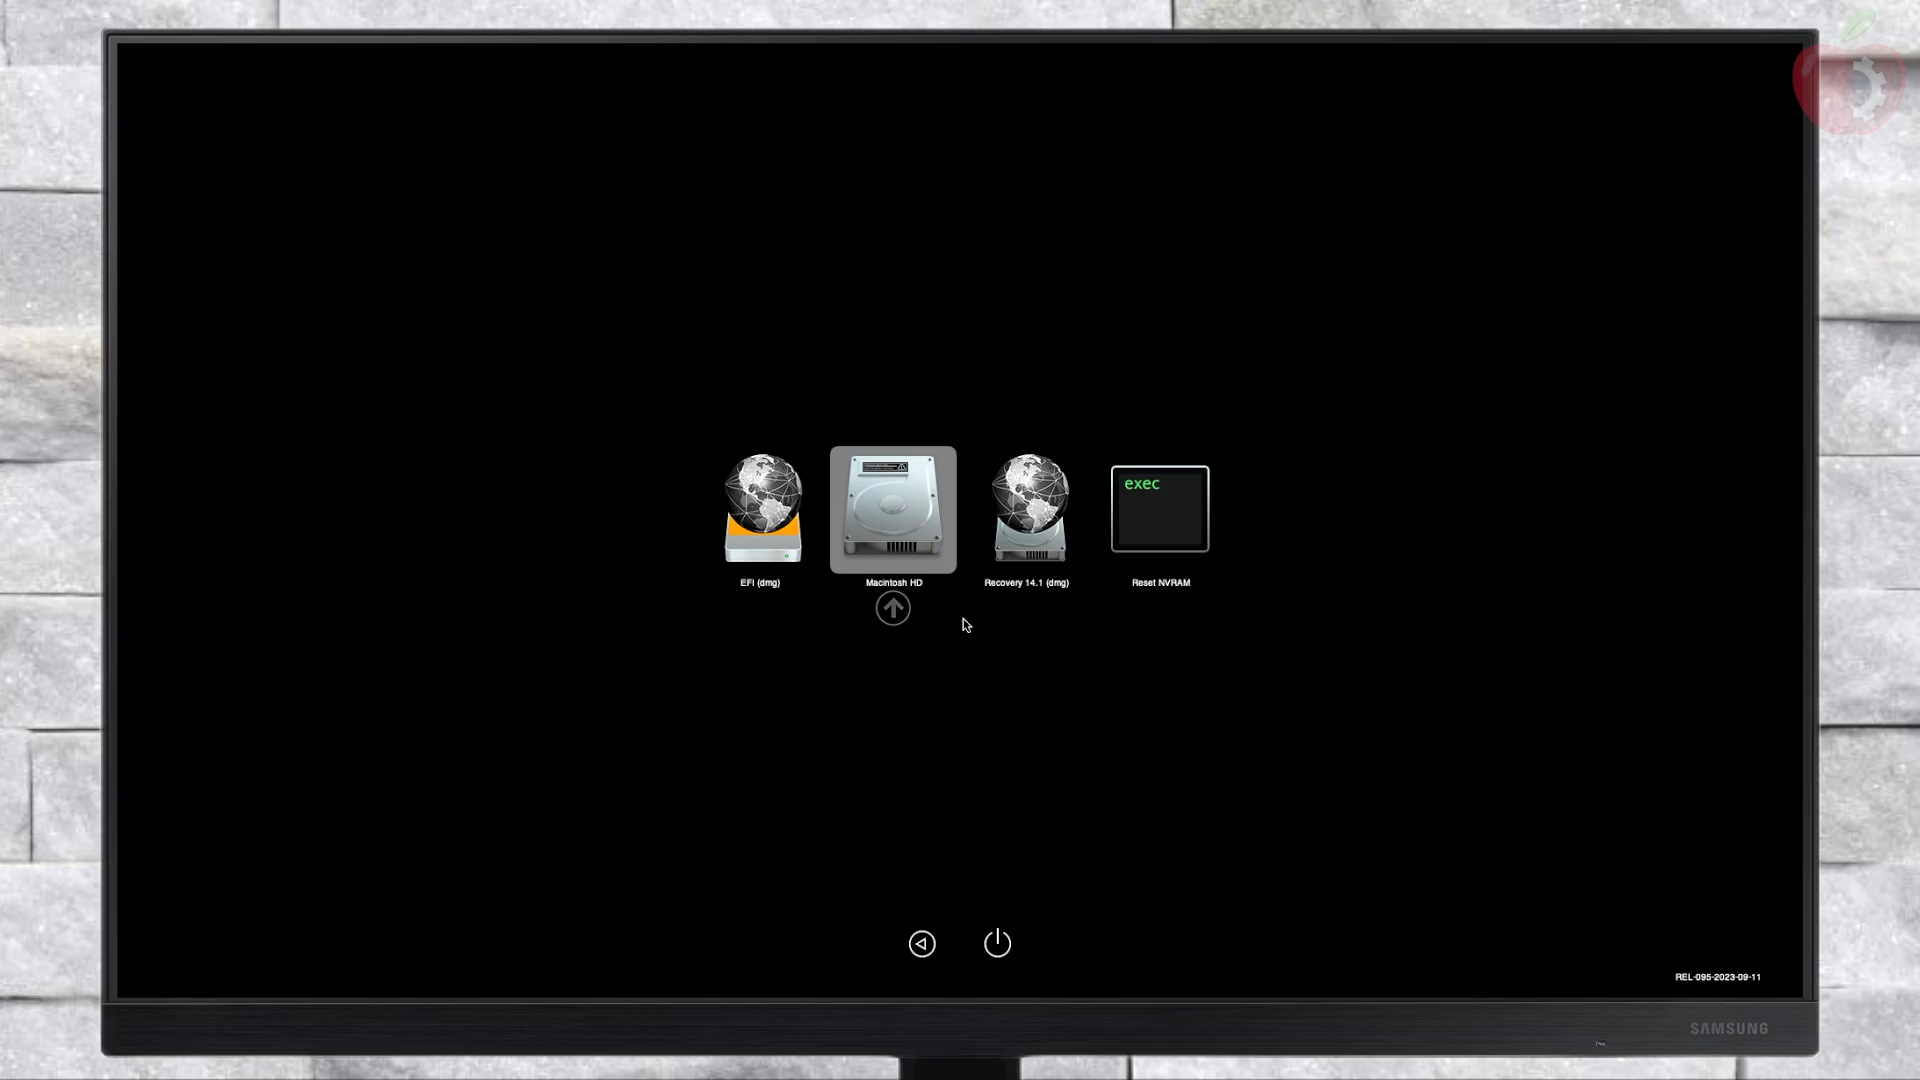 exec
EFI (dmg)
Macintosh HD
Recovery 14.1 (dmg)
Reset NVRAM
REL-095-2023-09-11
SAMSUNG